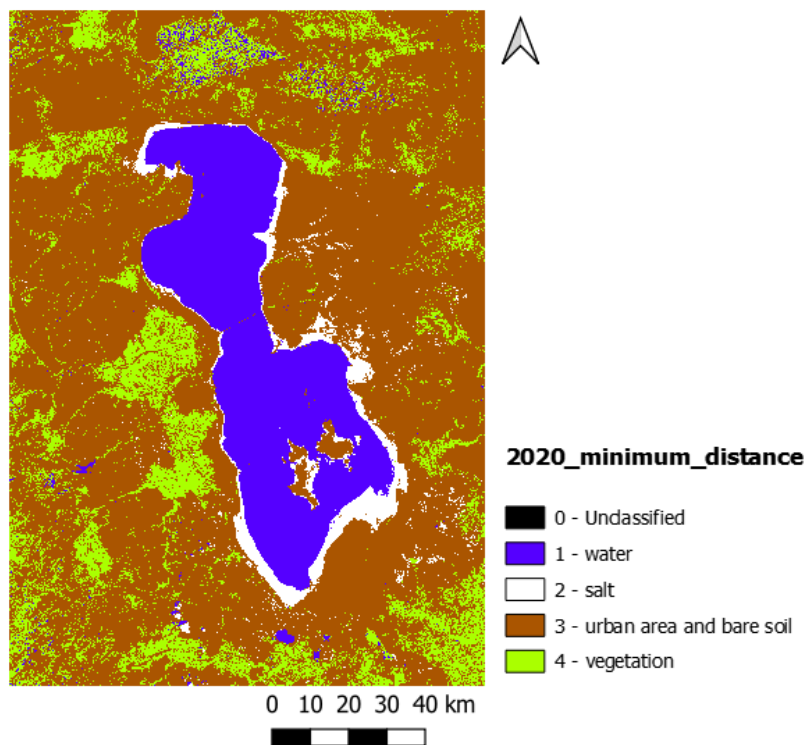 2020_minimum_distance
0 - Unclassified
1 - water
2 - salt
3 - urban area and bare soil
4 - vegetation
0 10 20 30 40 km